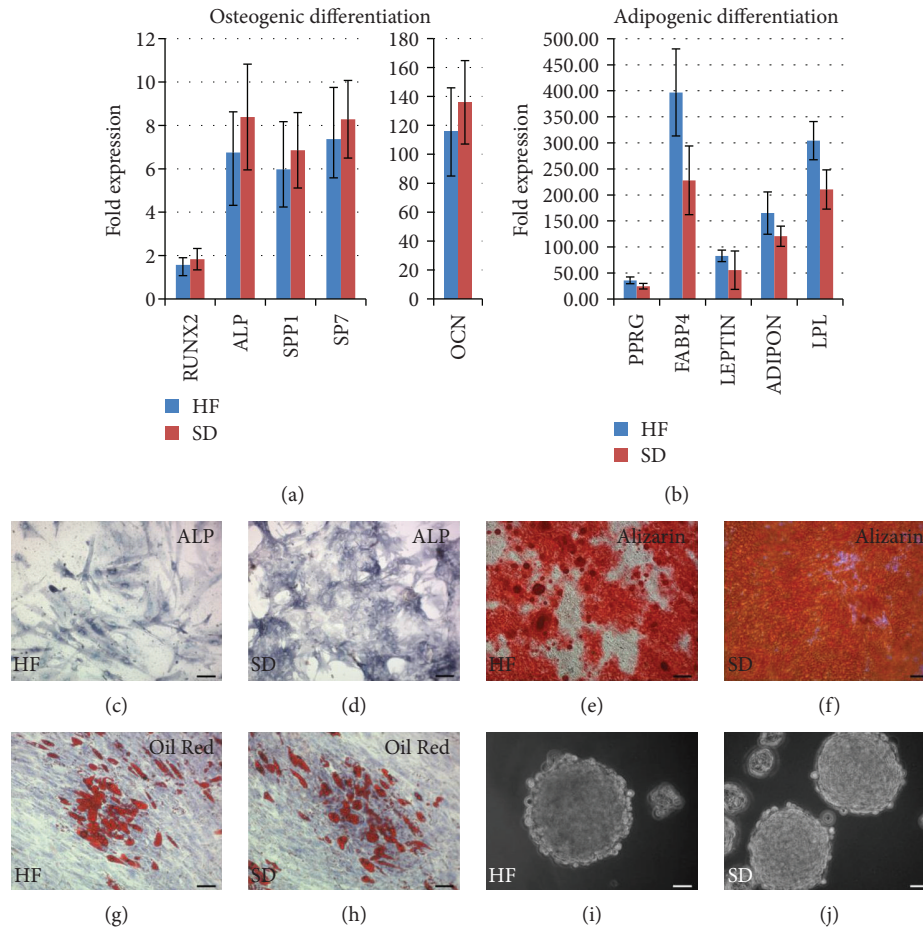 Osteogenic differentiation
Adipogenic differentiation
Fold expression
12
10
8
6
4
2
0
RUNX2
ALP
SPP1
SP7
180
160
140
120
100
80
60
40
20
0
OCN
HF
SD
(a)
Fold expression
500.00
450.00
400.00
350.00
300.00
250.00
200.00
150.00
100.00
50.00
0.00
PPRG
FABP4
LEPTIN
ADIPON
LPL
HF
SD
(b)
ALP
HF
(c)
ALP
SD
(d)
Alizarin
HF
(e)
Alizarin
SD
(f)
Oil Red
HF
(g)
Oil Red
SD
(h)
HF
(i)
SD
(j)